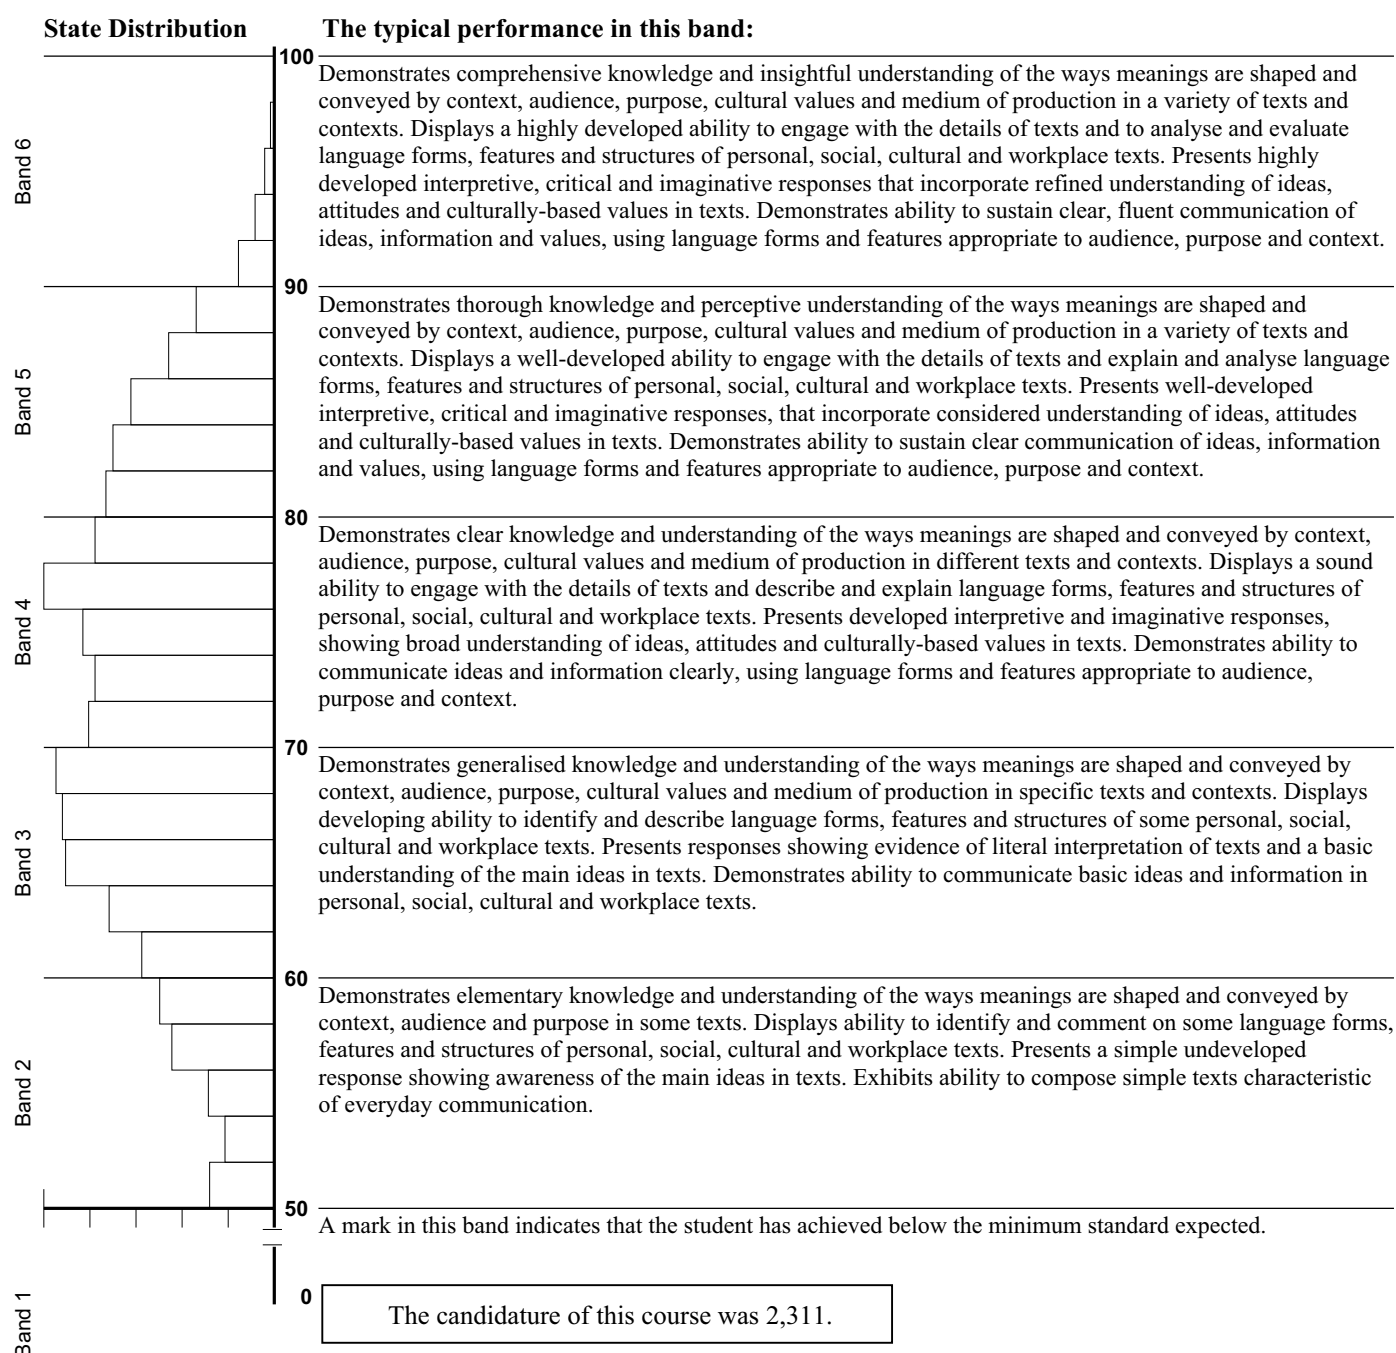 State Distribution
The typical performance in this band:
100
Band 6
Demonstrates comprehensive knowledge and insightful understanding of the ways meanings are shaped and
conveyed by context, audience, purpose, cultural values and medium of production in a variety of texts and
contexts. Displays a highly developed ability to engage with the details of texts and to analyse and evaluate
language forms, features and structures of personal, social, cultural and workplace texts. Presents highly
developed interpretive, critical and imaginative responses that incorporate refined understanding of ideas,
attitudes and culturally-based values in texts. Demonstrates ability to sustain clear, fluent communication of
ideas, information and values, using language forms and features appropriate to audience, purpose and context.
90
Band 5
Demonstrates thorough knowledge and perceptive understanding of the ways meanings are shaped and
conveyed by context, audience, purpose, cultural values and medium of production in a variety of texts and
contexts. Displays a well-developed ability to engage with the details of texts and explain and analyse language
forms, features and structures of personal, social, cultural and workplace texts. Presents well-developed
interpretive, critical and imaginative responses, that incorporate considered understanding of ideas, attitudes
and culturally-based values in texts. Demonstrates ability to sustain clear communication of ideas, information
and values, using language forms and features appropriate to audience, purpose and context.
80
Band 4
Demonstrates clear knowledge and understanding of the ways meanings are shaped and conveyed by context,
audience, purpose, cultural values and medium of production in different texts and contexts. Displays a sound
ability to engage with the details of texts and describe and explain language forms, features and structures of
personal, social, cultural and workplace texts. Presents developed interpretive and imaginative responses,
showing broad understanding of ideas, attitudes and culturally-based values in texts. Demonstrates ability to
communicate ideas and information clearly, using language forms and features appropriate to audience,
purpose and context.
70
Band 3
Demonstrates generalised knowledge and understanding of the ways meanings are shaped and conveyed by
context, audience, purpose, cultural values and medium of production in specific texts and contexts. Displays
developing ability to identify and describe language forms, features and structures of some personal, social,
cultural and workplace texts. Presents responses showing evidence of literal interpretation of texts and a basic
understanding of the main ideas in texts. Demonstrates ability to communicate basic ideas and information in
personal, social, cultural and workplace texts.
60
Band 2
Demonstrates elementary knowledge and understanding of the ways meanings are shaped and conveyed by
context, audience and purpose in some texts. Displays ability to identify and comment on some language forms,
features and structures of personal, social, cultural and workplace texts. Presents a simple undeveloped
response showing awareness of the main ideas in texts. Exhibits ability to compose simple texts characteristic
of everyday communication.
50
A mark in this band indicates that the student has achieved below the minimum standard expected.
0
Band 1
The candidature of this course was 2,311.